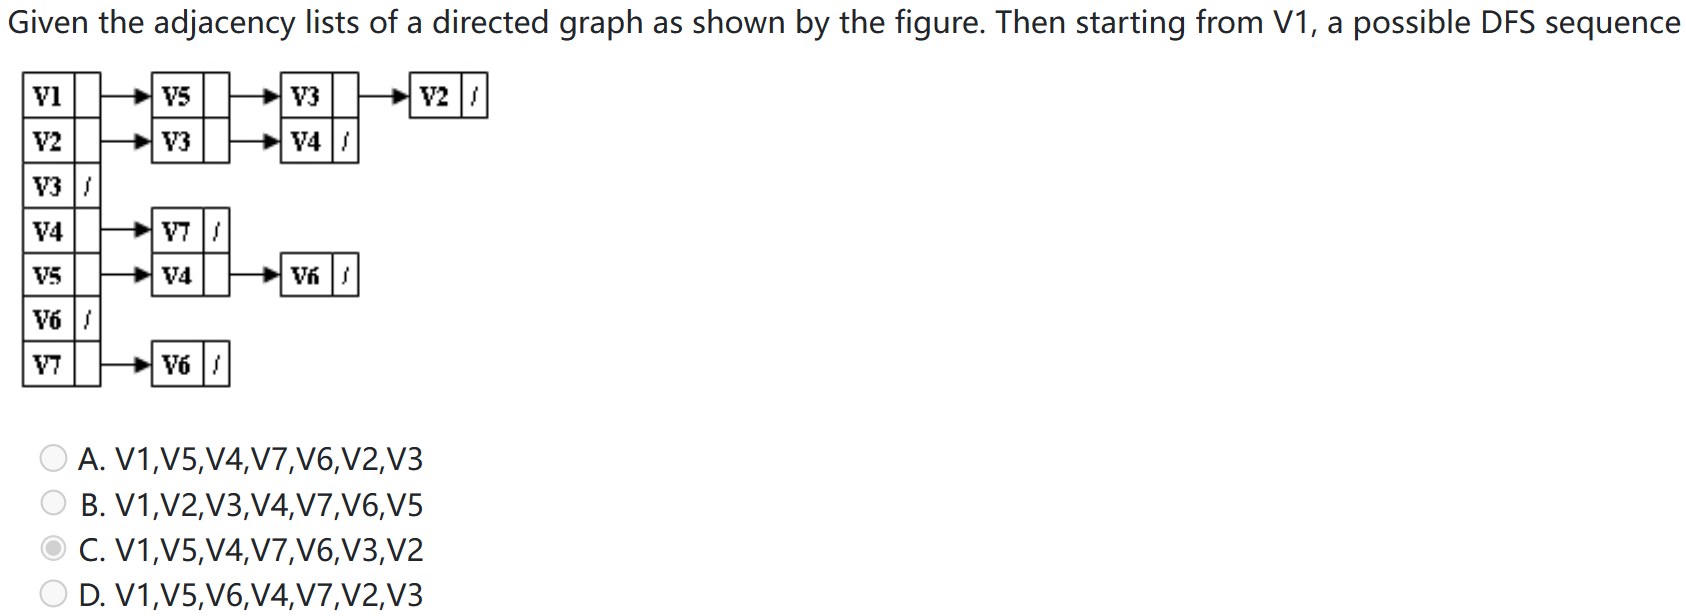 Given the adjacency lists of a directed graph as shown by the figure. Then starting from V1, a possible DFS sequence
V1 V5 V3 V2 /
V2 V3 V4 /
V3 /
V4 V7 /
V5 V4 V6 /
V6 /
V7 V6 /
A. V1,V5,V4,V7,V6,V2,V3
B. V1,V2,V3,V4,V7,V6,V5
C. V1,V5,V4,V7,V6,V3,V2
D. V1,V5,V6,V4,V7,V2,V3